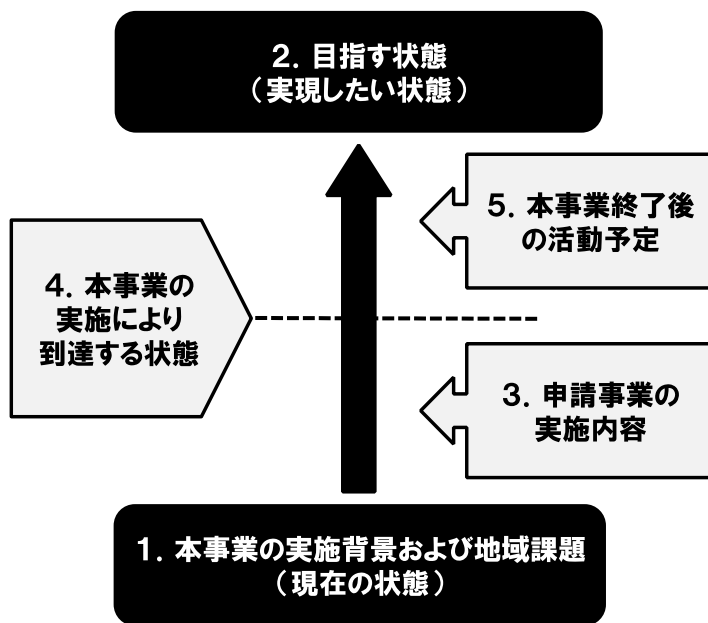 2. 目指す状態
（実現したい状態）
5. 本事業終了後
の活動予定
4. 本事業の
実施により
到達する状態
3. 申請事業の
実施内容
1. 本事業の実施背景および地域課題
（現在の状態）